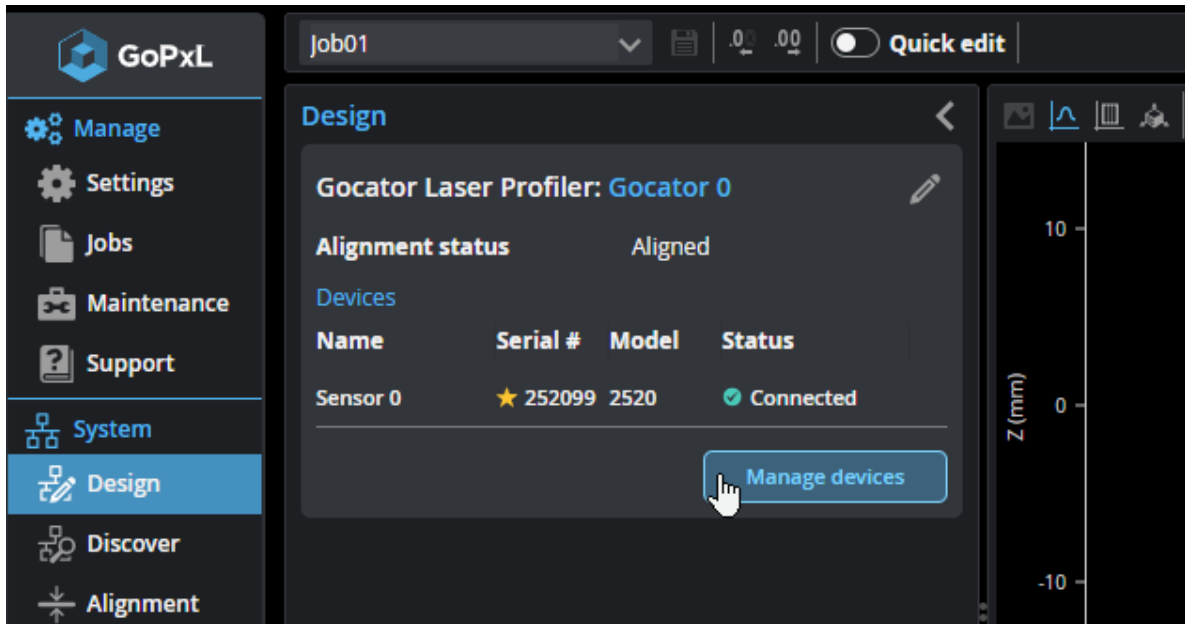 GoPxL
Job01
.0
.00
Quick edit
Manage
Settings
Jobs
Maintenance
Support
System
Design
Discover
Alignment
Design
Gocator Laser Profiler: Gocator 0
Alignment status Aligned
Devices
Name Serial # Model Status
Sensor 0 252099 2520 Connected
Manage devices
10
0
-10
Z (mm)